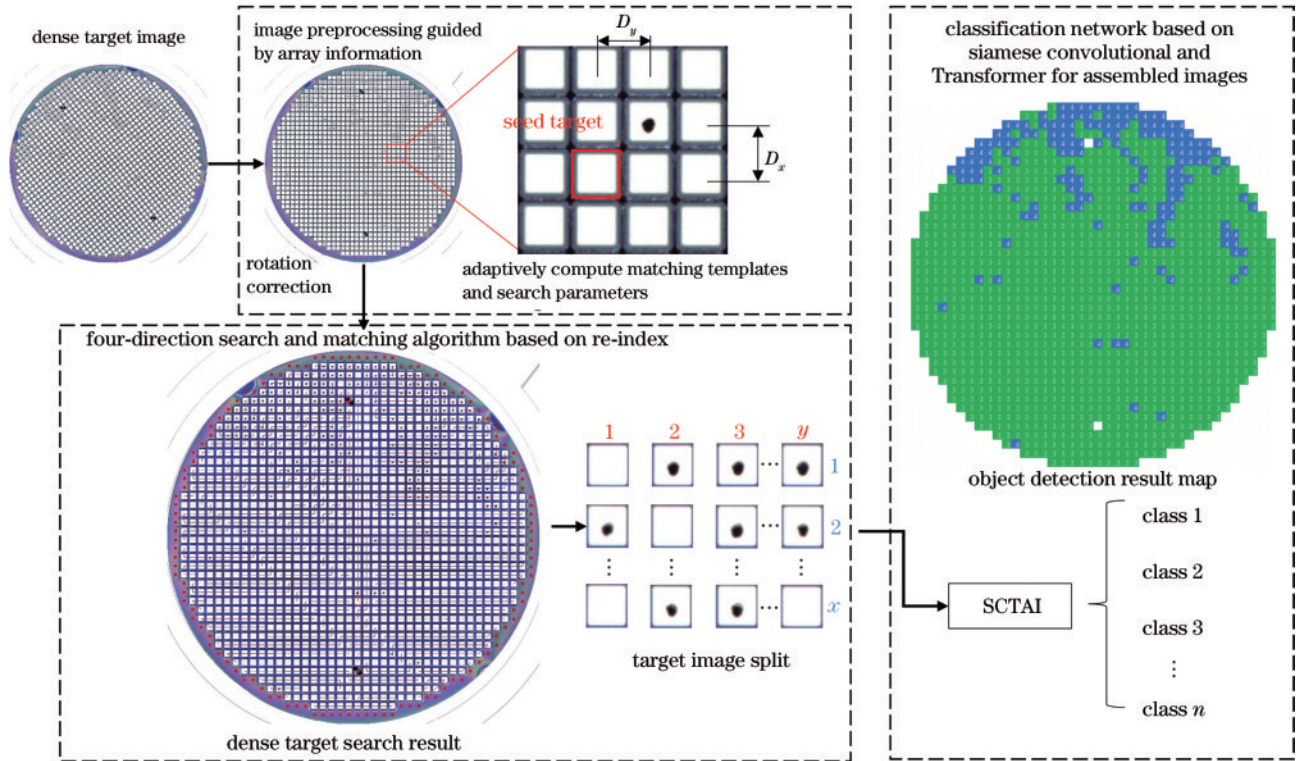 dense target image
image preprocessing guided
by array information
D_y
seed target
D_x
rotation
correction
adaptively compute matching templates
and search parameters
four-direction search and matching algorithm based on re-index
dense target search result
1 2 3 ⋯ y
1
2
x
target image split
classification network based on
siamese convolutional and
Transformer for assembled images
object detection result map
SCTAI
class 1
class 2
class 3
⋮
class n